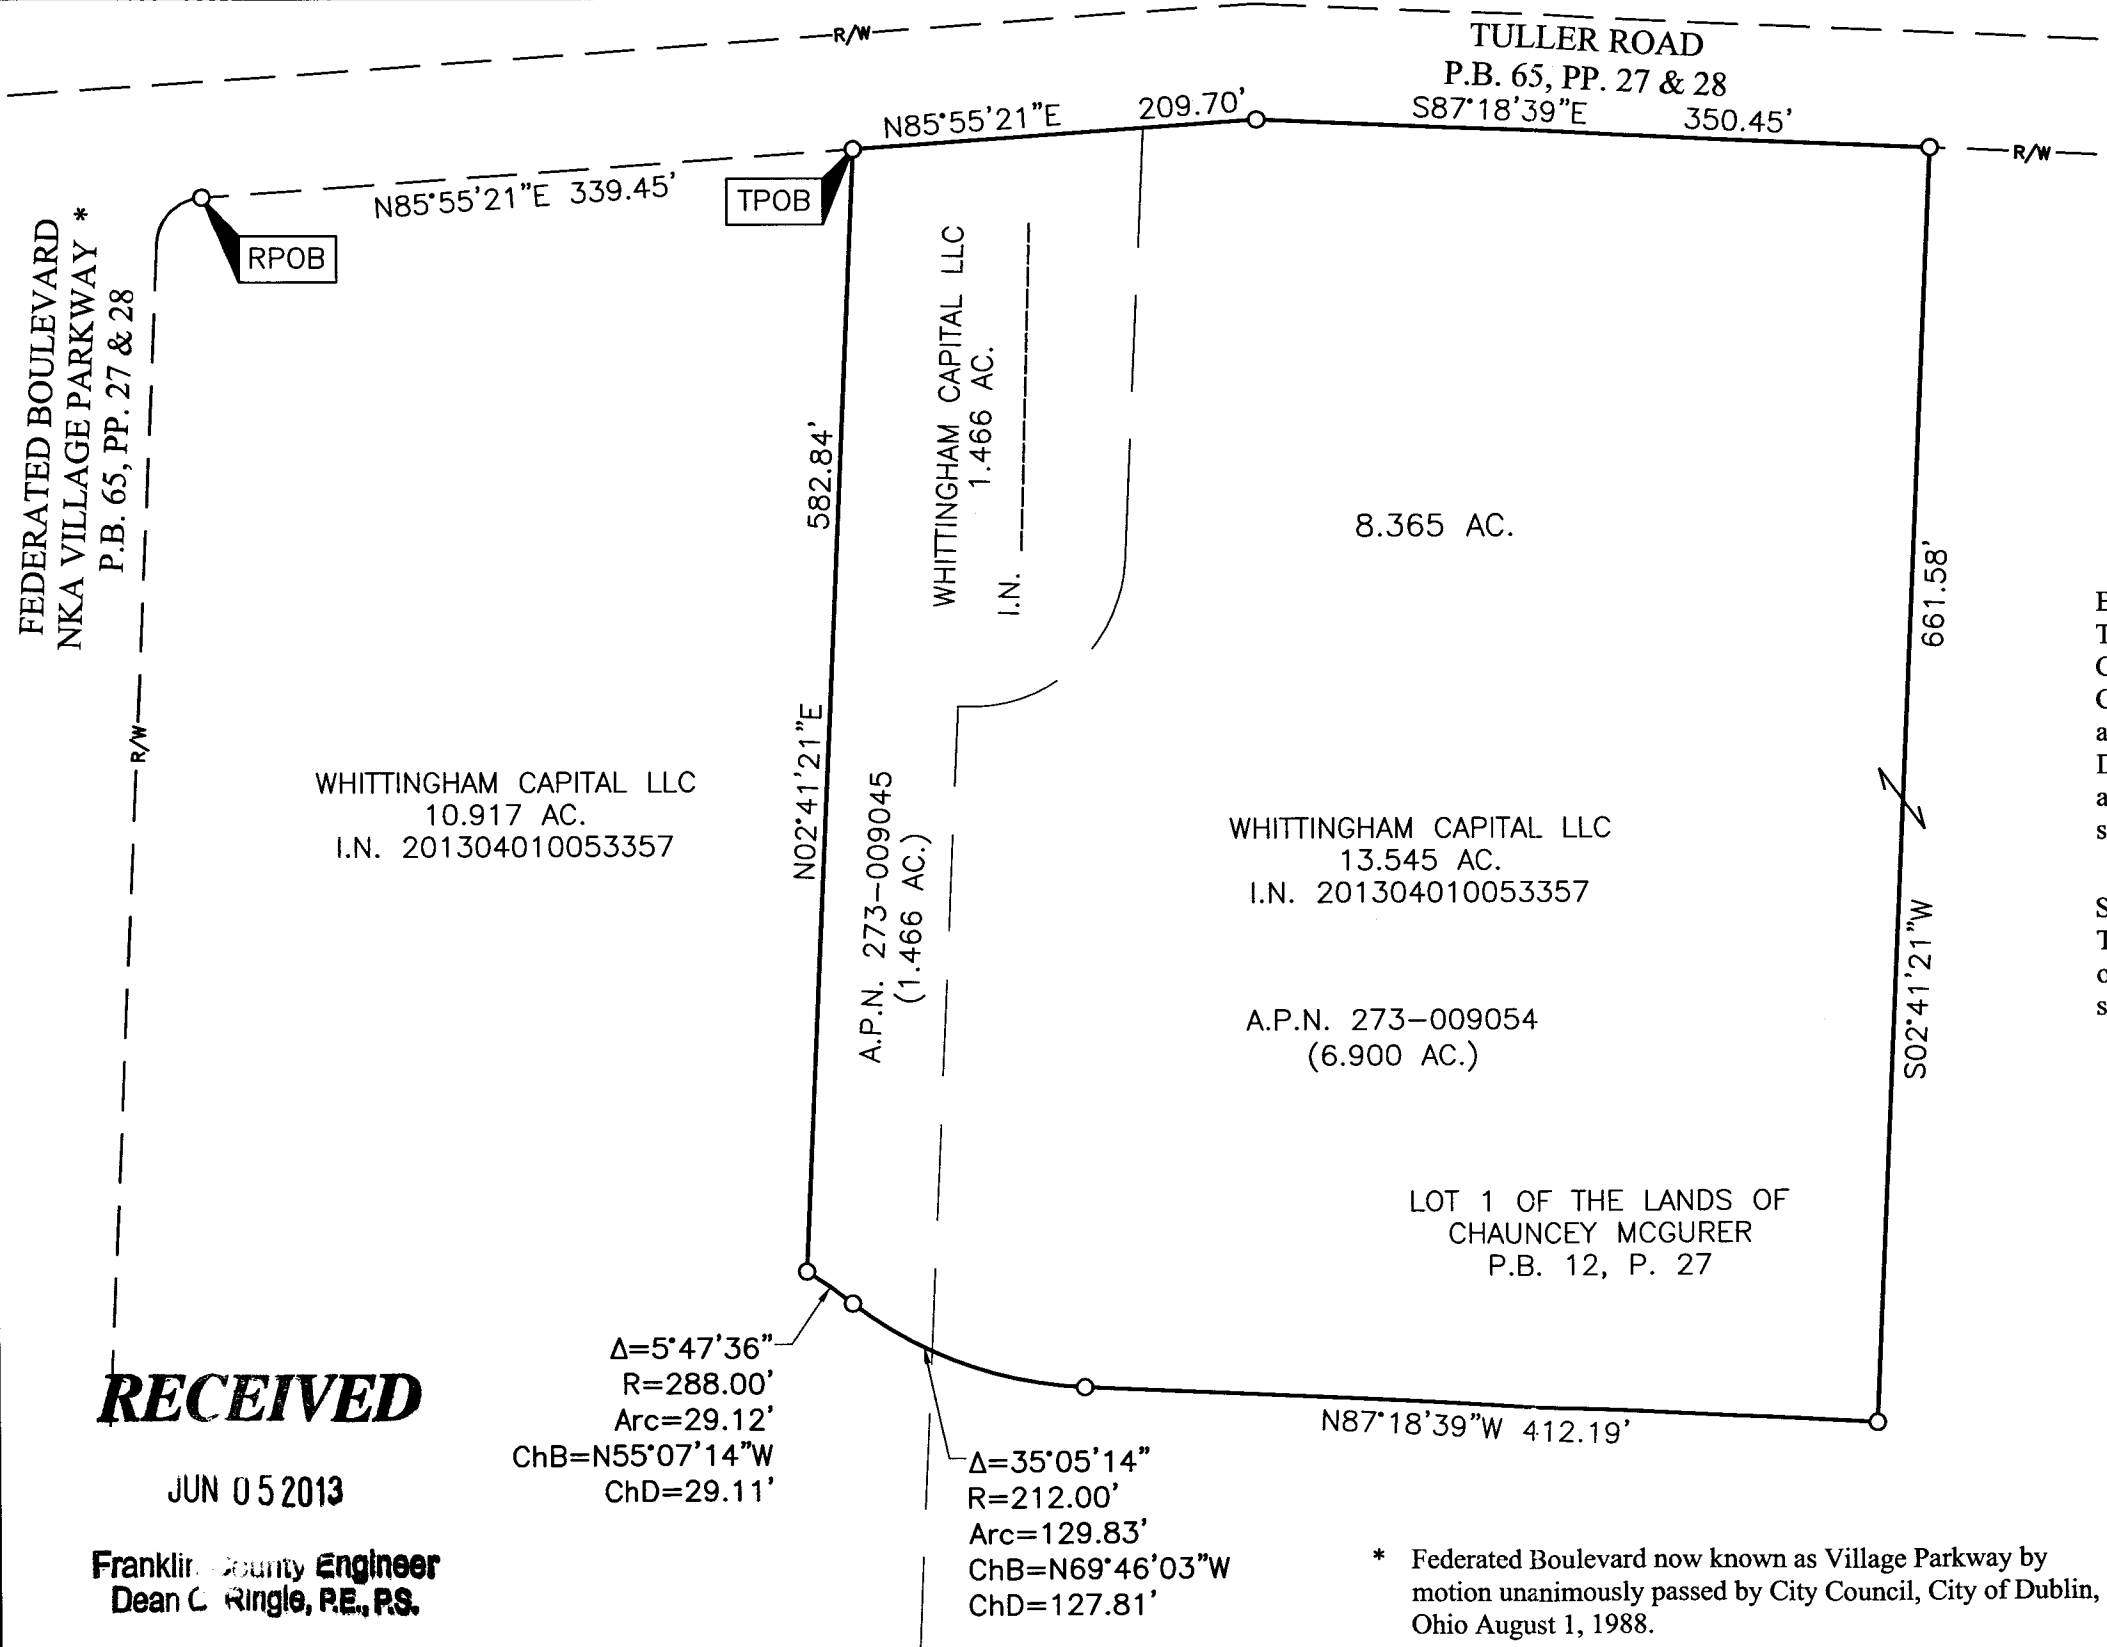 R/W
TULLER ROAD
P.B. 65, PP. 27 & 28
N85°55'21"E 209.70'
S87°18'39"E 350.45'
R/W
N85°55'21"E 339.45'
TPOB
RPOB
FEDERATED BOULEVARD
NKA VILLAGE PARKWAY *
P.B. 65, PP. 27 & 28
R/W
WHITTINGHAM CAPITAL LLC
1.466 AC.
I.N.
582.84'
N02°41'21"E
8.365 AC.
661.58'
S02°41'21"W
WHITTINGHAM CAPITAL LLC
10.917 AC.
I.N. 201304010053357
A.P.N. 273-009045
(1.466 AC.)
WHITTINGHAM CAPITAL LLC
13.545 AC.
I.N. 201304010053357
A.P.N. 273-009054
(6.900 AC.)
LOT 1 OF THE LANDS OF
CHAUNCEY MCGURER
P.B. 12, P. 27
Δ=5°47'36"
R=288.00'
Arc=29.12'
ChB=N55°07'14"W
ChD=29.11'
Δ=35°05'14"
R=212.00'
Arc=129.83'
ChB=N69°46'03"W
ChD=127.81'
N87°18'39"W 412.19'
RECEIVED
JUN 05 2013
Franklin County Engineer
Dean C. Ringle, P.E., P.S.
* Federated Boulevard now known as Village Parkway by
motion unanimously passed by City Council, City of Dublin,
Ohio August 1, 1988.